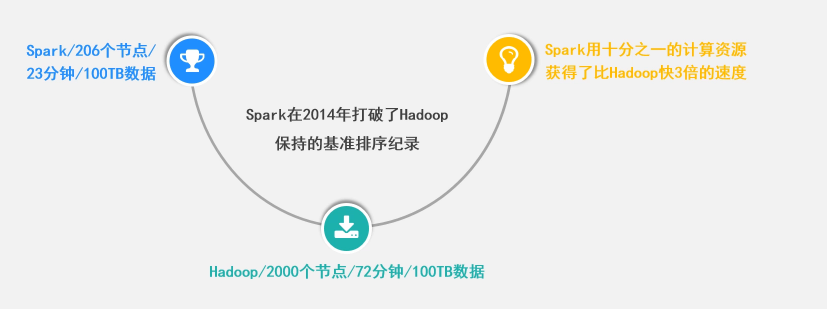 Spark/206个节点/
23分钟/100TB数据
Spark用十分之一的计算资源
获得了比Hadoop快3倍的速度
Spark在2014年打破了Hadoop
保持的基准排序纪录
Hadoop/2000个节点/72分钟/100TB数据